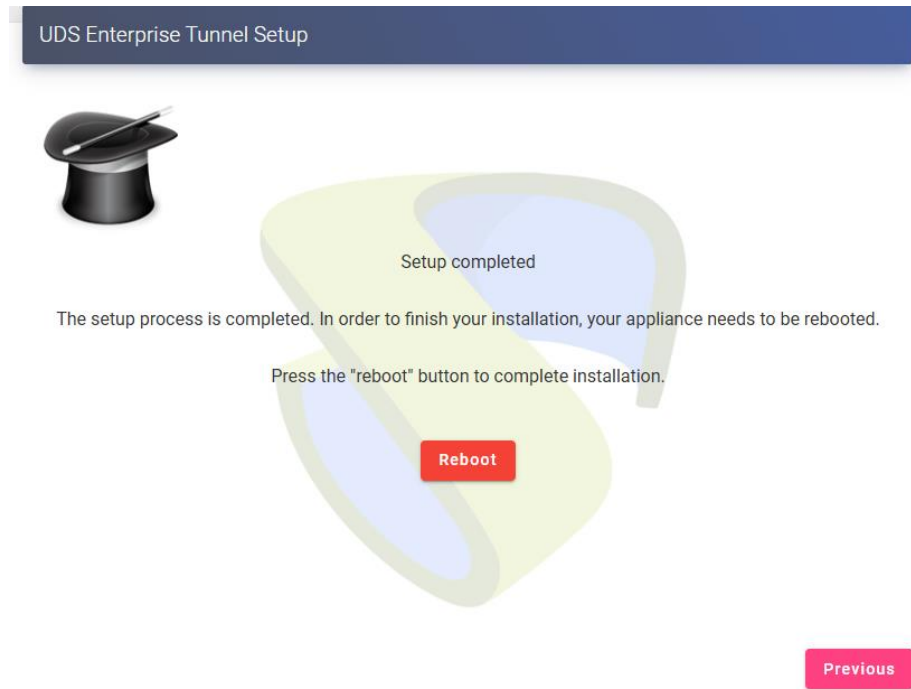 UDS Enterprise Tunnel Setup
Setup completed
The setup process is completed. In order to finish your installation, your appliance needs to be rebooted.
Press the "reboot" button to complete installation.
Reboot
Previous